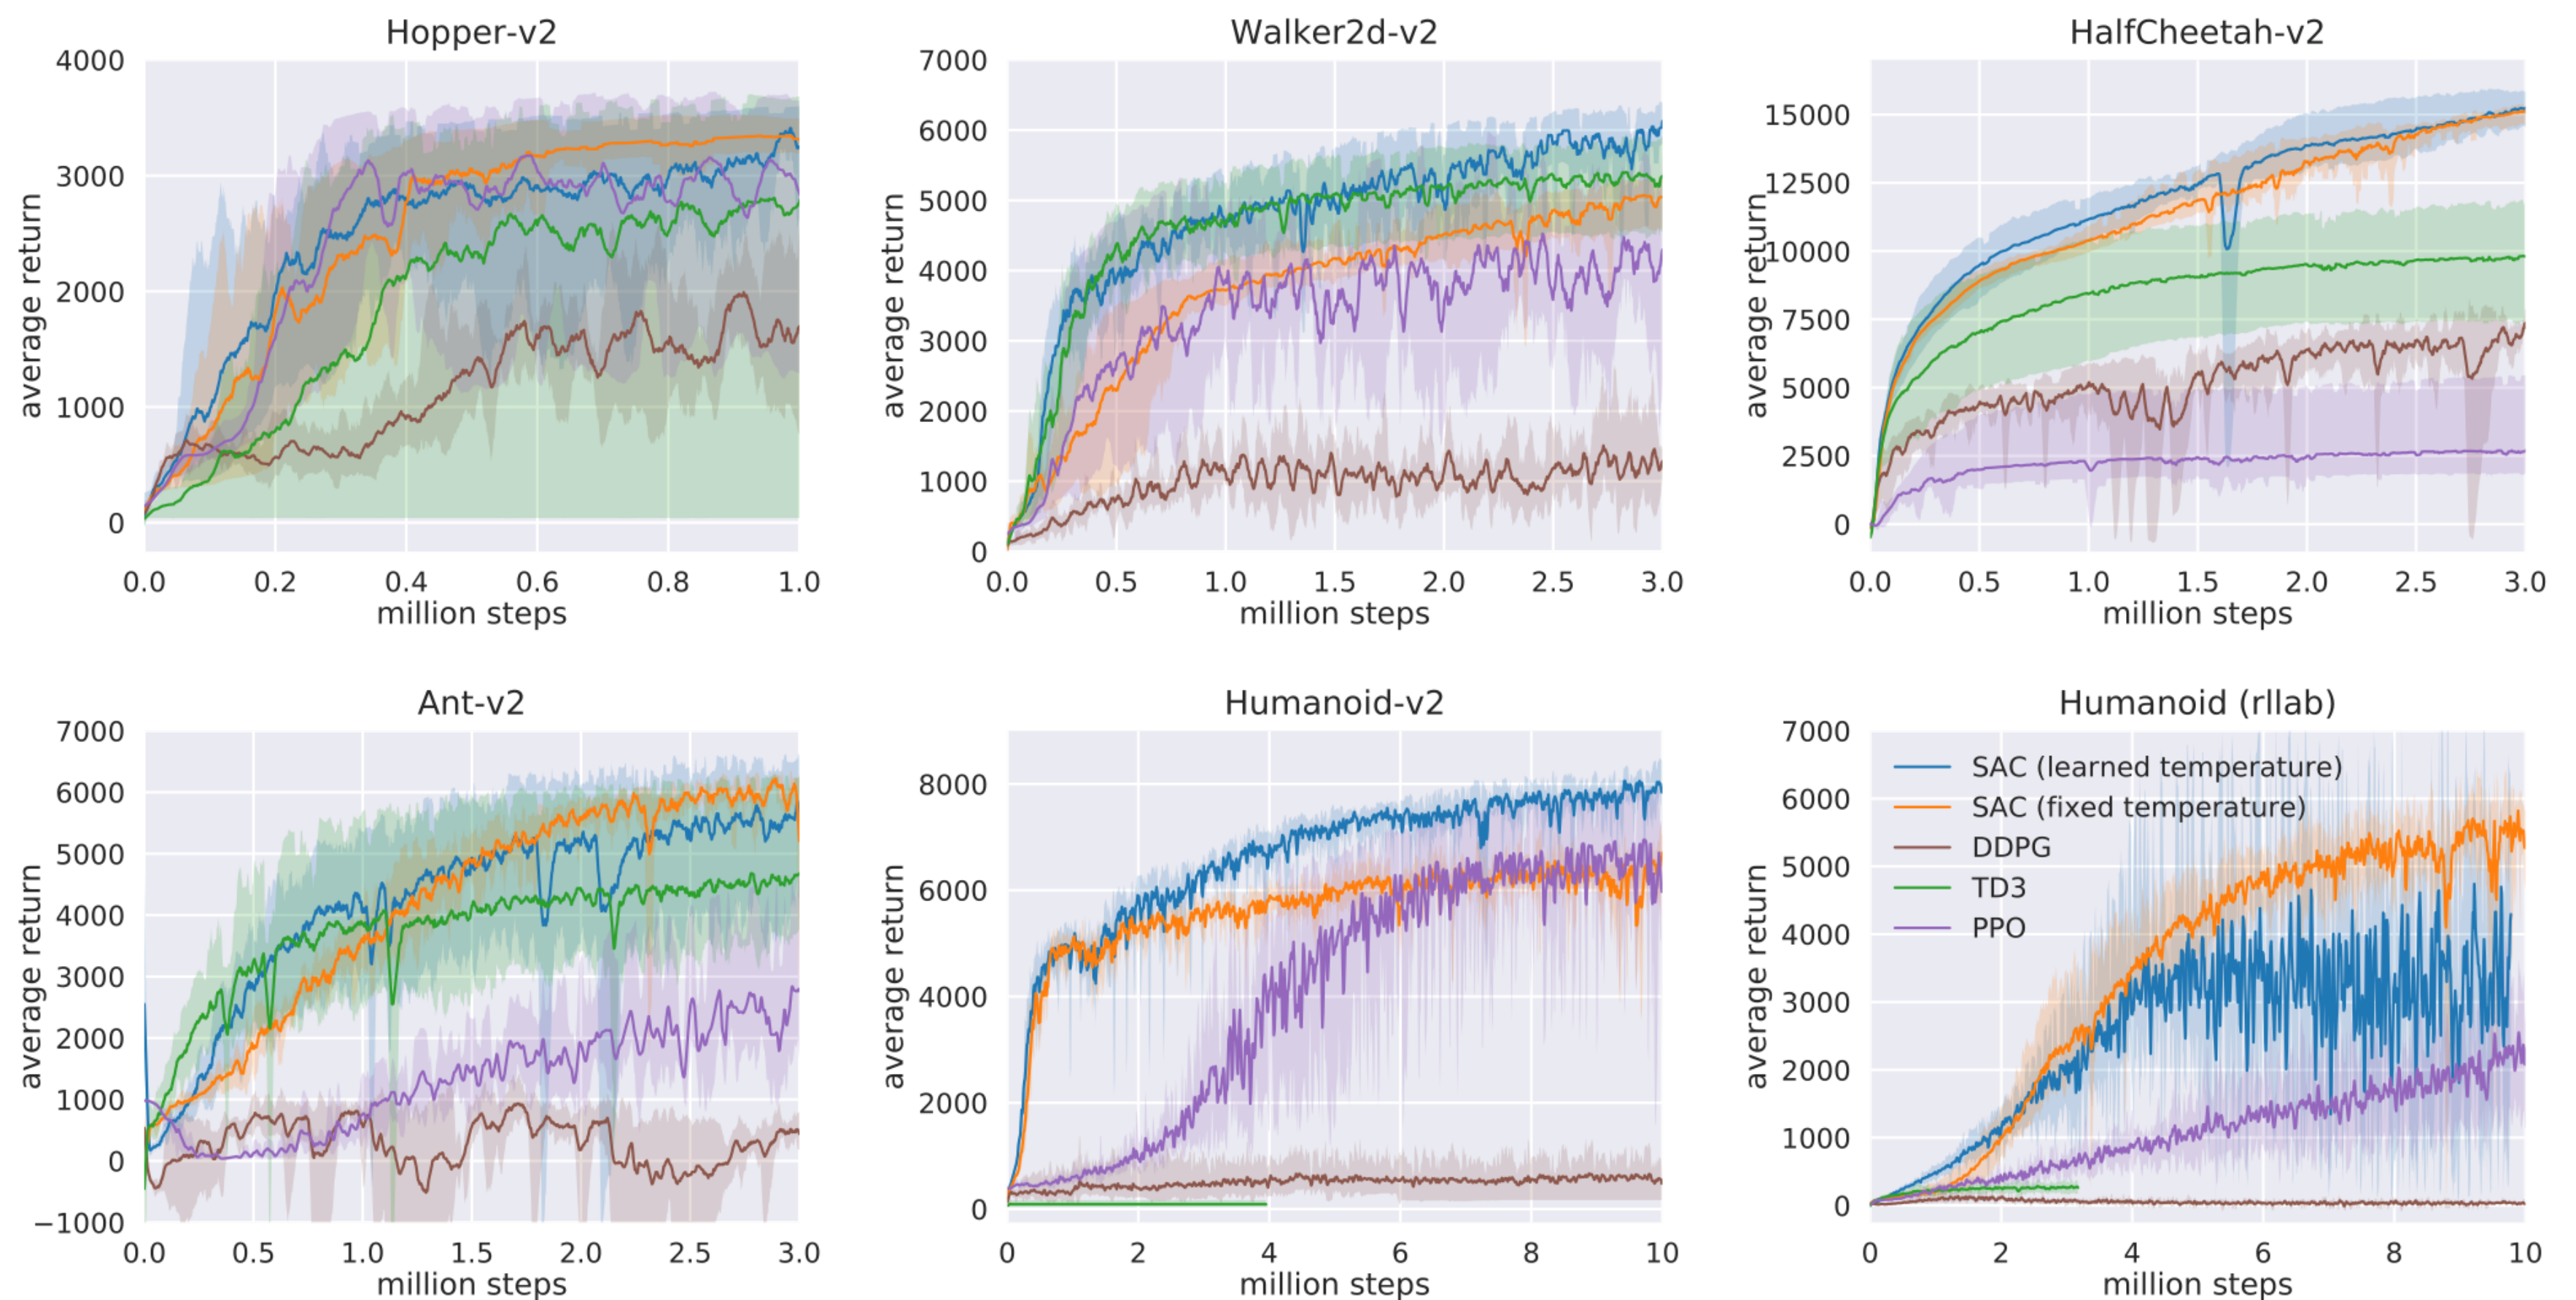 Hopper-v2
4000
3000
2000
1000
0
average return
0.0 0.2 0.4 0.6 0.8 1.0
million steps
Walker2d-v2
7000
6000
5000
4000
3000
2000
1000
0
average return
0.0 0.5 1.0 1.5 2.0 2.5 3.0
million steps
HalfCheetah-v2
15000
12500
10000
7500
5000
2500
0
average return
0.0 0.5 1.0 1.5 2.0 2.5 3.0
million steps
Ant-v2
7000
6000
5000
4000
3000
2000
1000
0
−1000
average return
0.0 0.5 1.0 1.5 2.0 2.5 3.0
million steps
Humanoid-v2
8000
6000
4000
2000
0
average return
0 2 4 6 8 10
million steps
Humanoid (rllab)
7000
6000
5000
4000
3000
2000
1000
0
average return
SAC (learned temperature)
SAC (fixed temperature)
DDPG
TD3
PPO
0 2 4 6 8 10
million steps